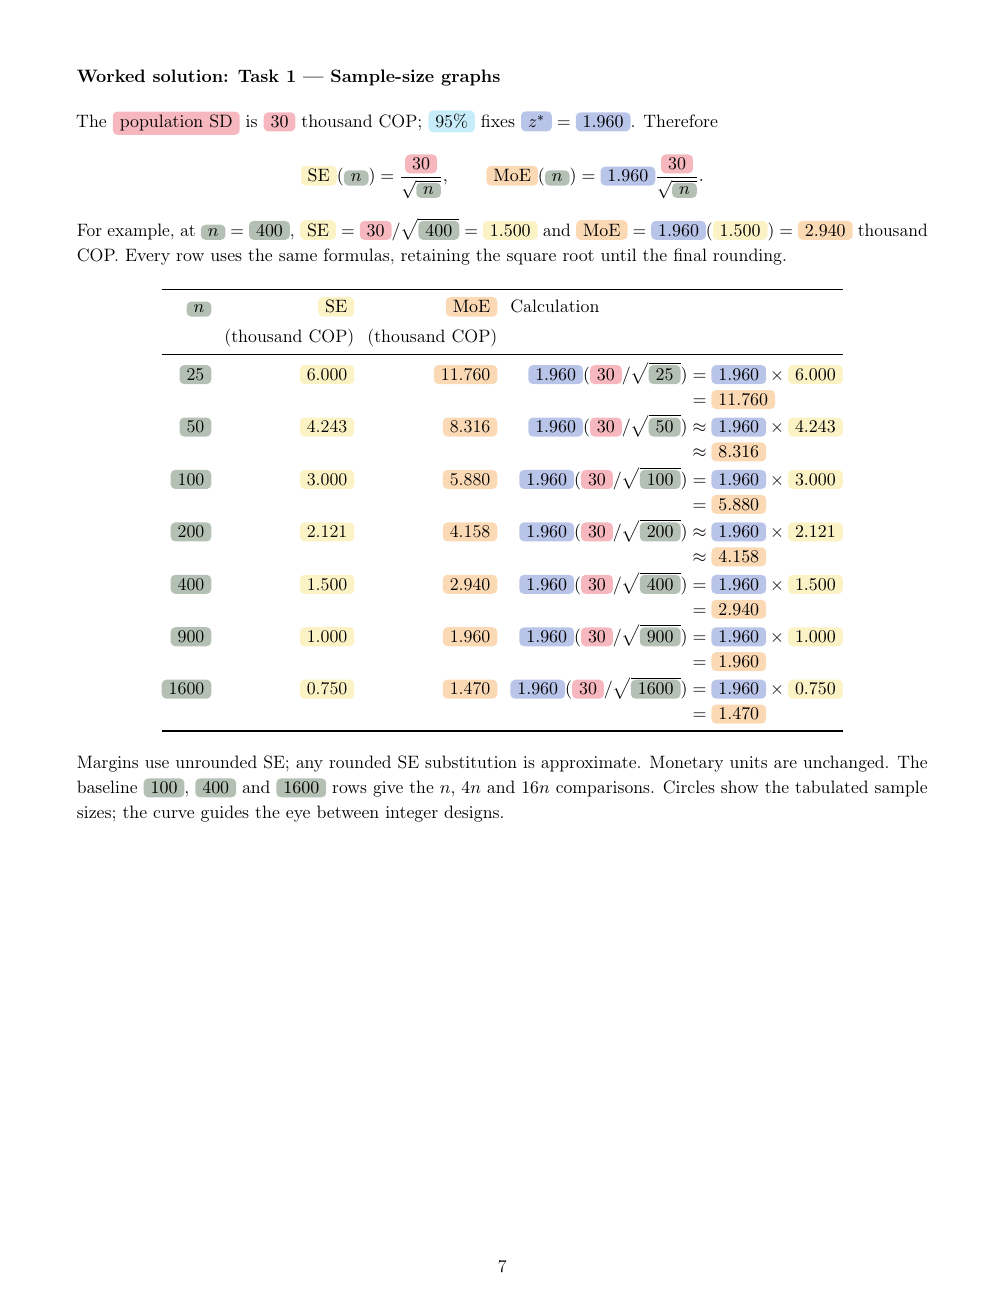 Worked solution: Task 1 — Sample-size graphs
The population SD is 30 thousand COP; 95% fixes z* = 1.960. Therefore
SE(n) = 30/√n, MoE(n) = 1.960 30/√n.
For example, at n = 400, SE = 30/√400 = 1.500 and MoE = 1.960(1.500) = 2.940 thousand
COP. Every row uses the same formulas, retaining the square root until the final rounding.
n SE MoE Calculation
(thousand COP) (thousand COP)
25 6.000 11.760 1.960(30/√25) = 1.960 × 6.000
= 11.760
50 4.243 8.316 1.960(30/√50) ≈ 1.960 × 4.243
≈ 8.316
100 3.000 5.880 1.960(30/√100) = 1.960 × 3.000
= 5.880
200 2.121 4.158 1.960(30/√200) ≈ 1.960 × 2.121
≈ 4.158
400 1.500 2.940 1.960(30/√400) = 1.960 × 1.500
= 2.940
900 1.000 1.960 1.960(30/√900) = 1.960 × 1.000
= 1.960
1600 0.750 1.470 1.960(30/√1600) = 1.960 × 0.750
= 1.470
Margins use unrounded SE; any rounded SE substitution is approximate. Monetary units are unchanged. The
baseline 100, 400 and 1600 rows give the n, 4n and 16n comparisons. Circles show the tabulated sample
sizes; the curve guides the eye between integer designs.
7